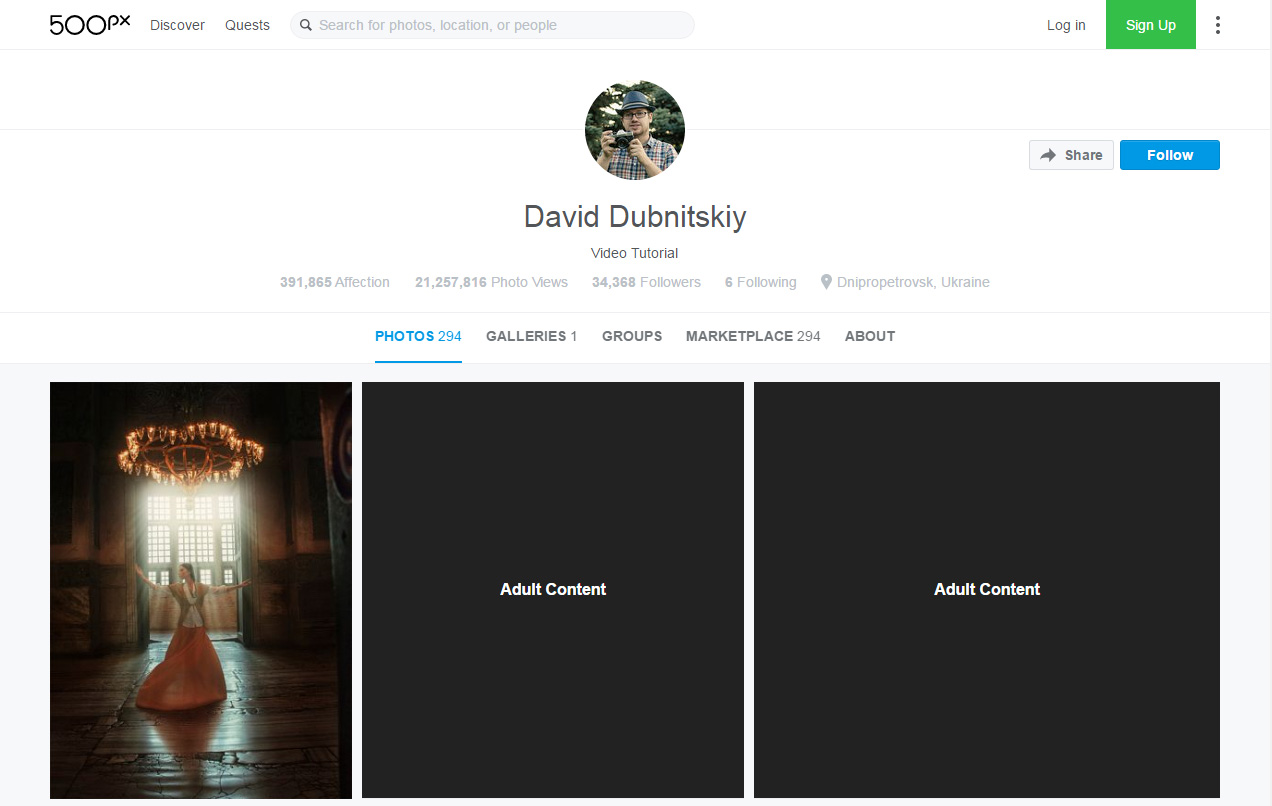 500px Discover Quests Search for photos, location, or people Log in Sign Up
Share Follow
David Dubnitskiy
Video Tutorial
391,865 Affection 21,257,816 Photo Views 34,368 Followers 6 Following Dnipropetrovsk, Ukraine
PHOTOS 294 GALLERIES 1 GROUPS MARKETPLACE 294 ABOUT
Adult Content Adult Content